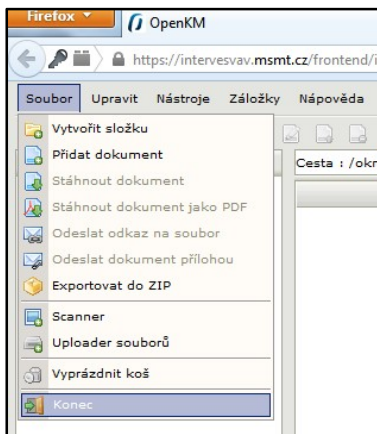 Firefox
OpenKM
https://intervesvav.msmt.cz/frontend/i
Soubor Upravit Nástroje Záložky Nápověda
Vytvořit složku
Přidat dokument
Cesta : /okr
Stáhnout dokument
Stáhnout dokument jako PDF
Odeslat odkaz na soubor
Odeslat dokument přílohou
Exportovat do ZIP
Scanner
Uploader souborů
Vyprázdnit koš
Konec